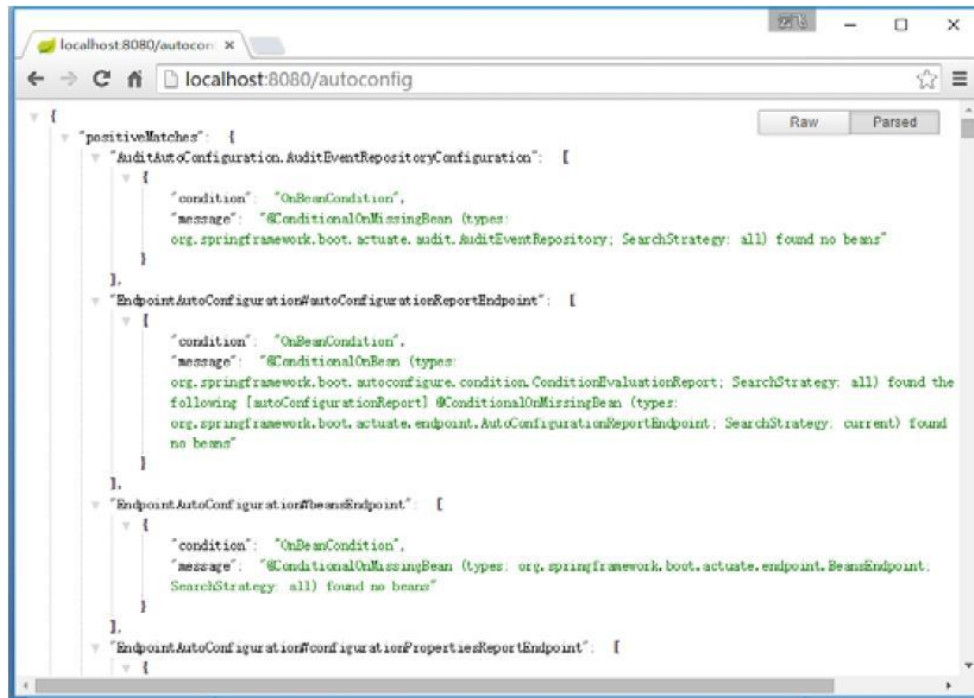 localhost:8080/autocon
localhost:8080/autoconfig
Raw Parsed
{
"positiveMatches": {
"AuditAutoConfiguration.AuditEventRepositoryConfiguration": [
{
"condition": "OnBeanCondition",
"message": "@ConditionalOnMissingBean (types:
org.springframework.boot.actuate.audit.AuditEventRepository; SearchStrategy: all) found no beans"
}
],
"EndpointAutoConfiguration#autoConfigurationReportEndpoint": [
{
"condition": "OnBeanCondition",
"message": "@ConditionalOnBean (types:
org.springframework.boot.autoconfigure.condition.ConditionEvaluationReport; SearchStrategy: all) found the
following [autoConfigurationReport] @ConditionalOnMissingBean (types:
org.springframework.boot.actuate.endpoint.AutoConfigurationReportEndpoint; SearchStrategy: current) found
no beans"
}
],
"EndpointAutoConfiguration#beansEndpoint": [
{
"condition": "OnBeanCondition",
"message": "@ConditionalOnMissingBean (types: org.springframework.boot.actuate.endpoint.BeansEndpoint;
SearchStrategy: all) found no beans"
}
],
"EndpointAutoConfiguration#configurationPropertiesReportEndpoint": [
{